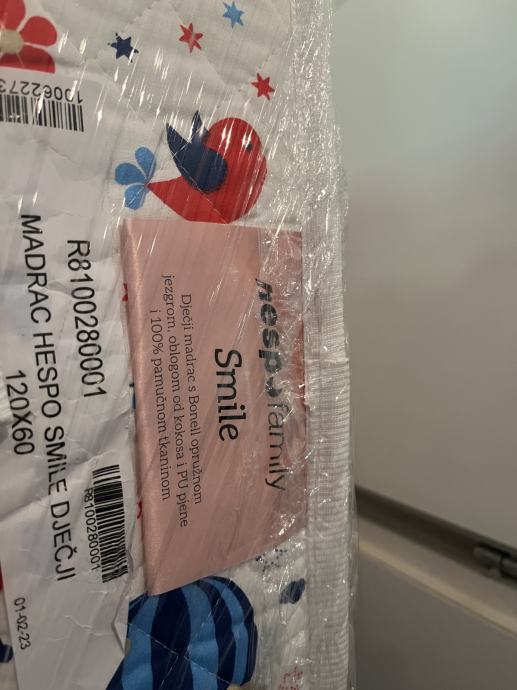 10062273
R8100280001
MADRAC HESPO SMILE DJEČJI
120X60
R8100280001
01-02-23
hespo family
Smile
Dječji madrac s Bonell opružnom
jezgrom, oblogom od kokosa i PU pjene
i 100% pamučnom tkaninom